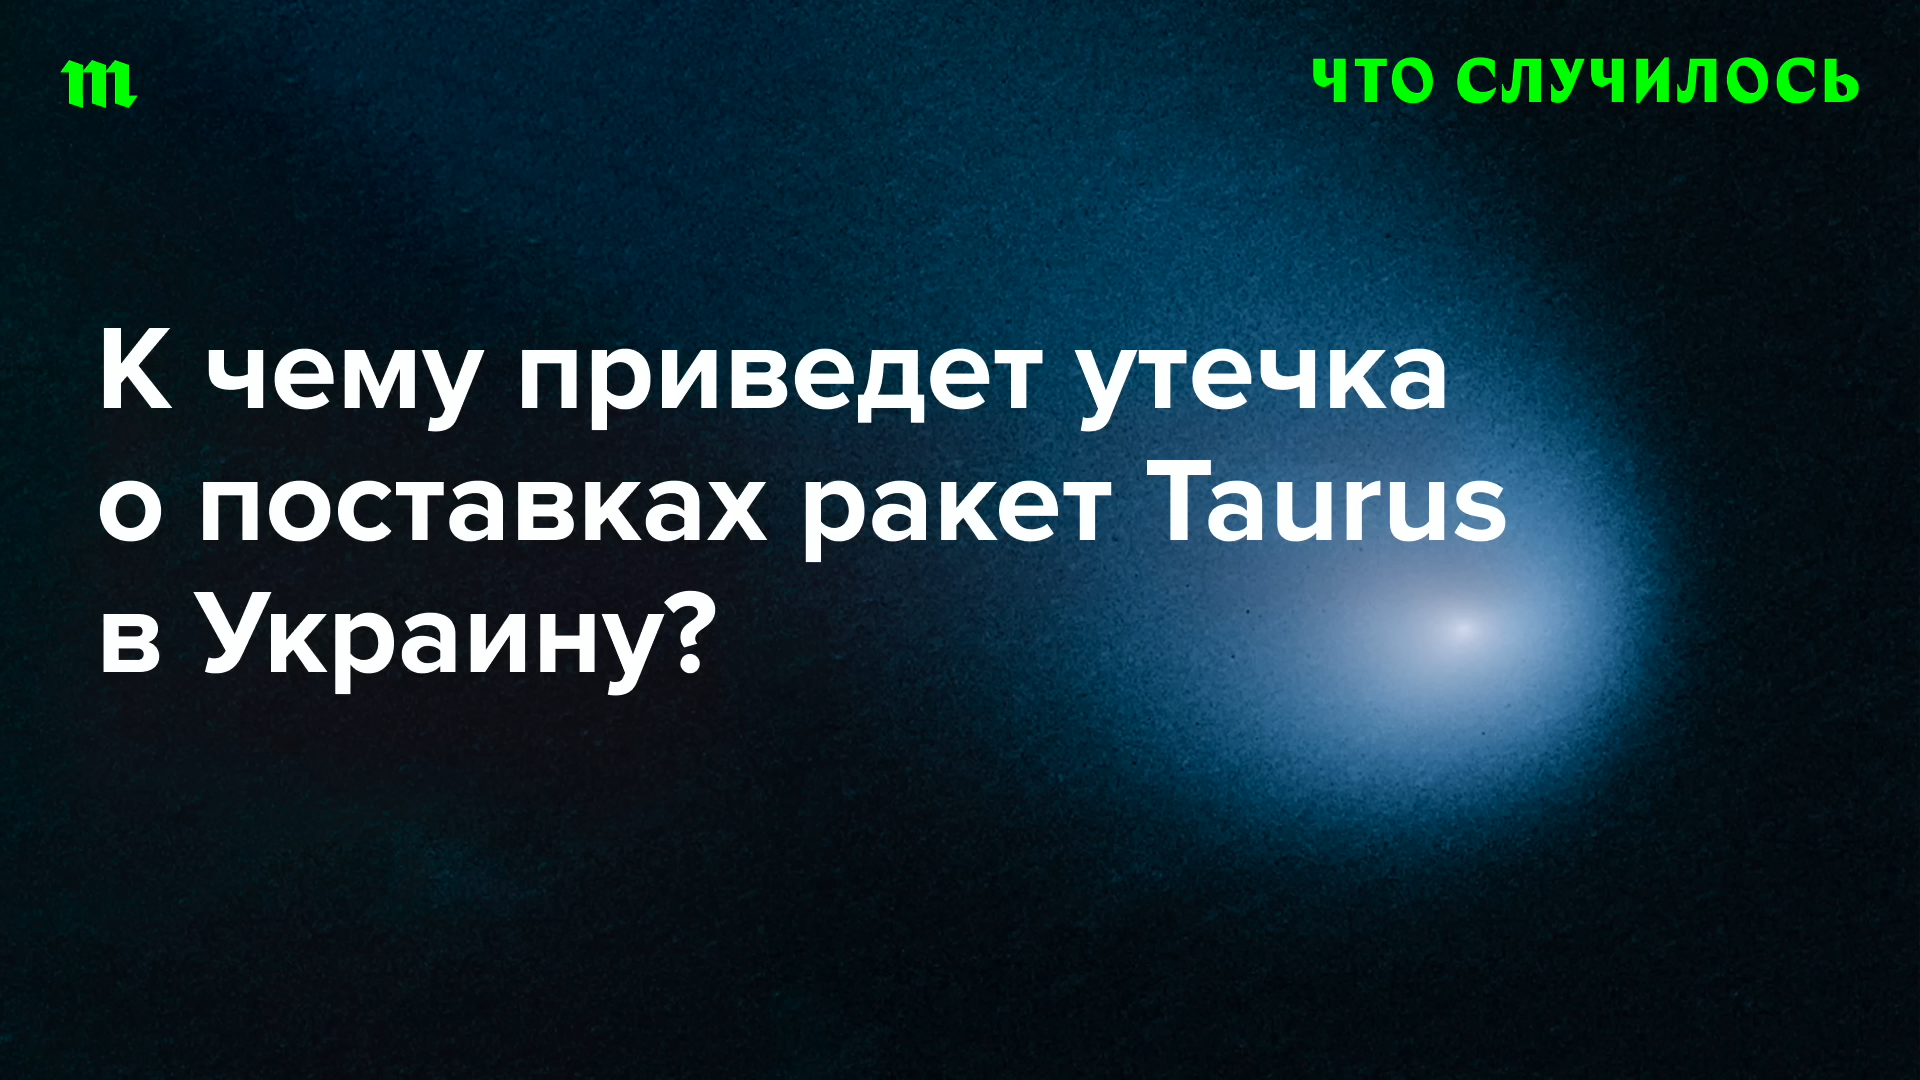 m
ЧТО СЛУЧИЛОСЬ
К чему приведет утечка
о поставках ракет Taurus
в Украину?